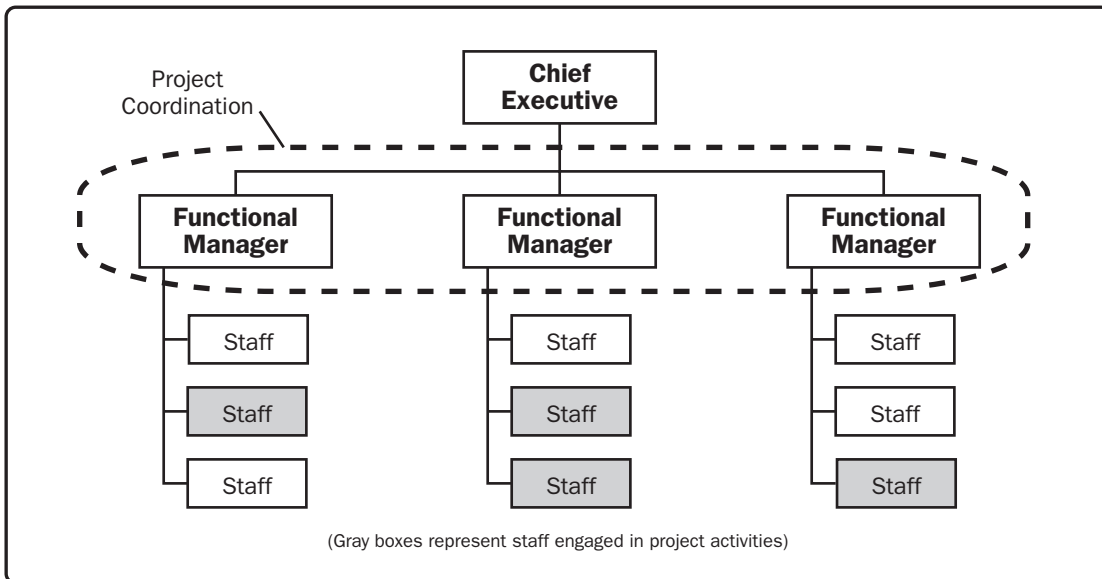 Project
Coordination
Chief
Executive
Functional
Manager
Functional
Manager
Functional
Manager
Staff
Staff
Staff
Staff
Staff
Staff
Staff
Staff
Staff
(Gray boxes represent staff engaged in project activities)